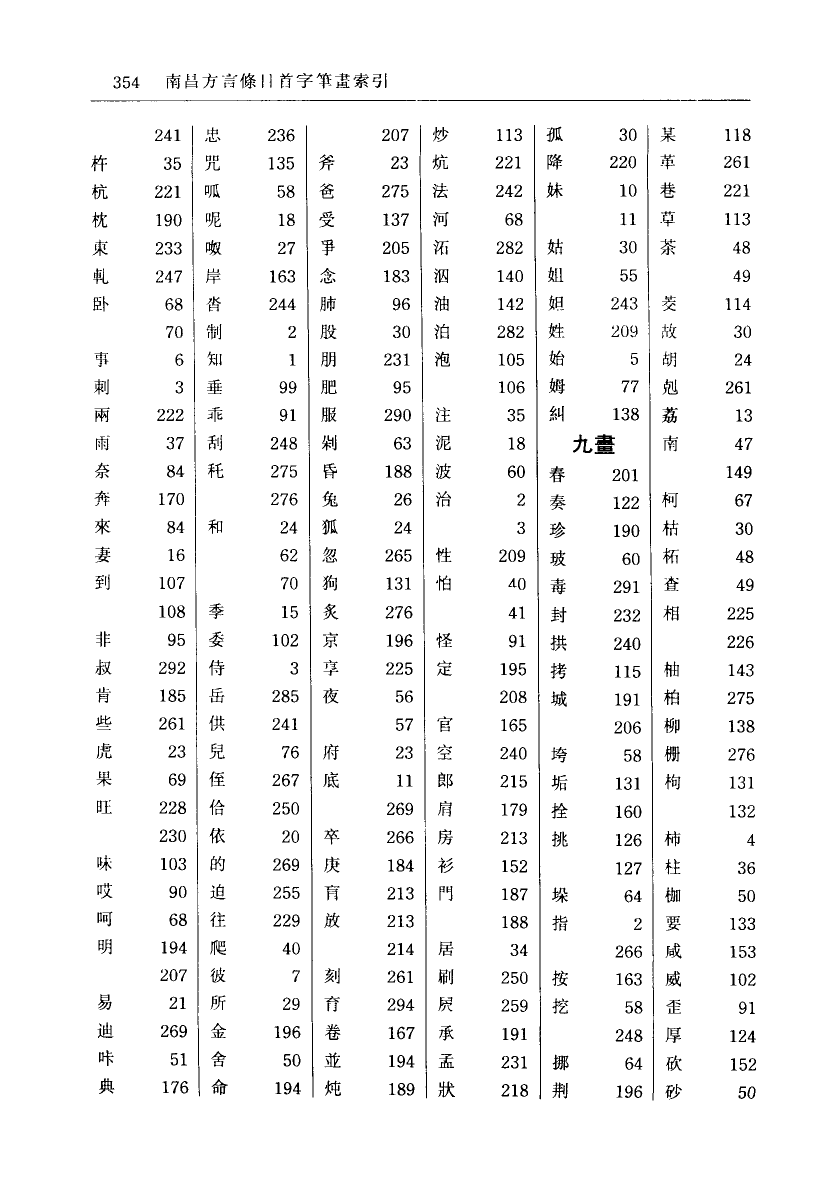 354 南昌方言條目首字筆畫索引
241
杵 35
杭 221
枕 190
東 233
軋 247
卧 68
70
事 6
刺 3
兩 222
雨 37
奈 84
奔 170
來 84
妻 16
到 107
108
非 95
叔 292
肯 185
些 261
虎 23
果 69
旺 228
230
味 103
哎 90
呵 68
明 194
207
易 21
迪 269
咔 51
典 176
忠 236
咒 135
呱 58
呢 18
27
岸 163
沓 244
制 2
知 1
垂 99
乖 91
刮 248
秅 275
276
和 24
62
70
季 15
委 102
侍 3
岳 285
供 241
兒 76
侄 267
佮 250
依 20
的 269
迫 255
往 229
爬 40
彼 7
所 29
金 196
舍 50
命 194
207
斧 23
爸 275
受 137
爭 205
念 183
肺 96
股 30
朋 231
肥 95
服 290
剁 63
昏 188
兔 26
狐 24
忽 265
狗 131
炙 276
京 196
享 225
夜 56
57
府 23
底 11
269
卒 266
庚 184
肓 213
放 213
214
刻 261
育 294
卷 167
並 194
炖 189
炒 113
炕 221
法 242
河 68
沰 282
泅 140
油 142
泊 282
泡 105
106
注 35
泥 18
波 60
治 2
3
性 209
怕 40
41
怪 91
定 195
208
官 165
空 240
郎 215
肩 179
房 213
衫 152
門 187
188
居 34
刷 250
259
承 191
孟 231
狀 218
孤 30
降 220
妹 10
11
姑 30
姐 55
妲 243
姓 209
始 5
姆 77
糾 138
九畫
春 201
奏 122
珍 190
玻 60
毒 291
封 232
拱 240
拷 115
城 191
206
垮 58
垢 131
拴 160
挑 126
127
垛 64
指 2
266
按 163
挖 58
248
挪 64
荆 196
某 118
革 261
巷 221
草 113
茶 48
49
茭 114
故 30
胡 24
剋 261
荔 13
南 47
149
柯 67
枯 30
柘 48
查 49
相 225
226
柚 143
柏 275
柳 138
柵 276
枸 131
132
柿 4
柱 36
枷 50
要 133
咸 153
威 102
歪 91
厚 124
砍 152
砂 50